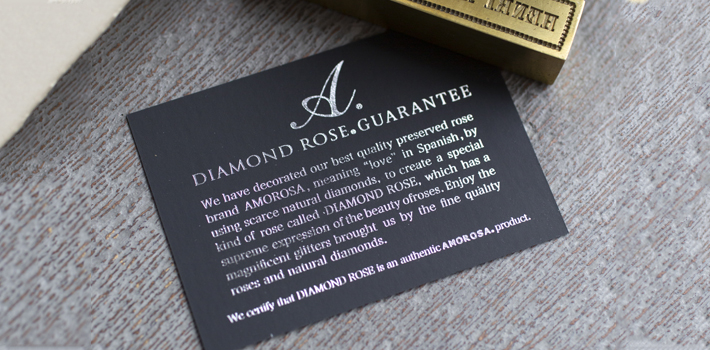 A.
DIAMOND ROSE.GUARANTEE
We have decorated our best quality preserved rose
brand AMOROSA, meaning "love" in Spanish, by
using scarce natural diamonds, to create a special
kind of rose called ·DIAMOND ROSE, which has a
supreme expression of the beauty ofroses. Enjoy the
magnificent glitters brought us by the fine quality
roses and natural diamonds.
We certify that DIAMOND ROSE is an authentic AMOROSA. product.